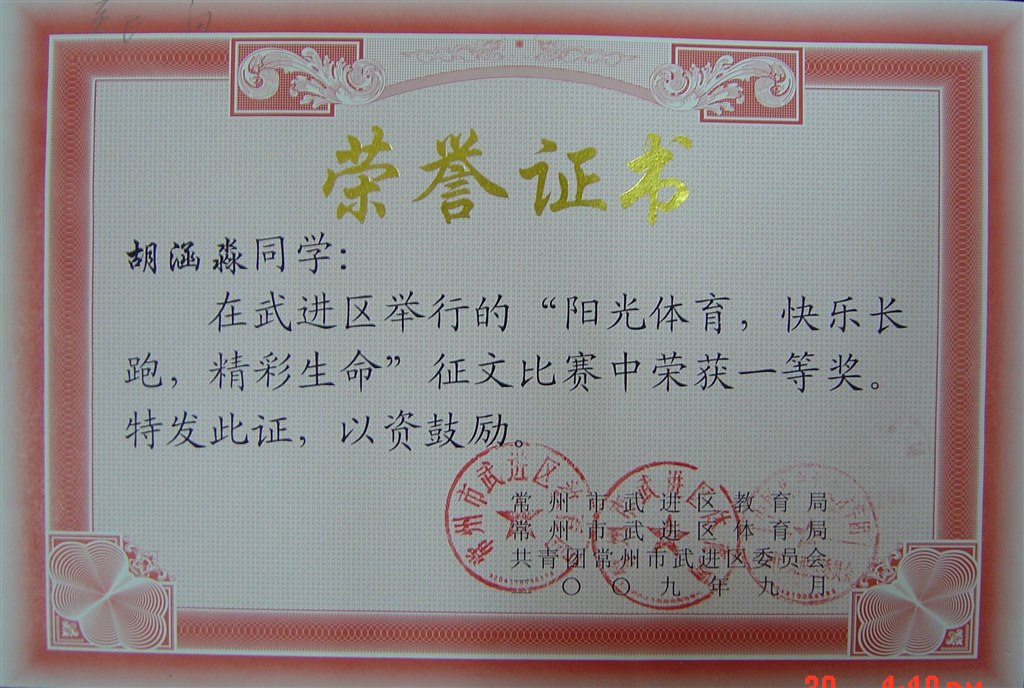 荣誉证书
胡涵淼同学：
在武进区举行的“阳光体育，快乐长
跑，精彩生命”征文比赛中荣获一等奖。
特发此证，以资鼓励。
常州市武进区教育局
常州市武进区体育局
共青团常州市武进区委员会
〇〇九年九月